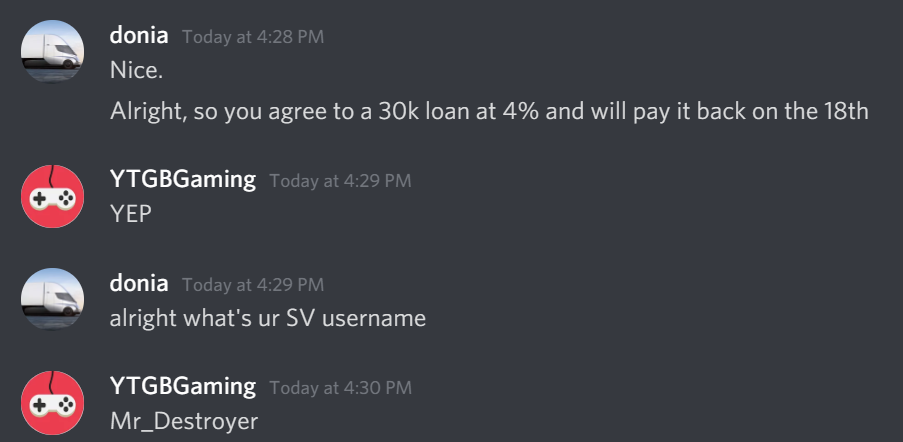 donia Today at 4:28 PM
Nice.
Alright, so you agree to a 30k loan at 4% and will pay it back on the 18th
YTGBGaming Today at 4:29 PM
YEP
donia Today at 4:29 PM
alright what's ur SV username
YTGBGaming Today at 4:30 PM
Mr_Destroyer